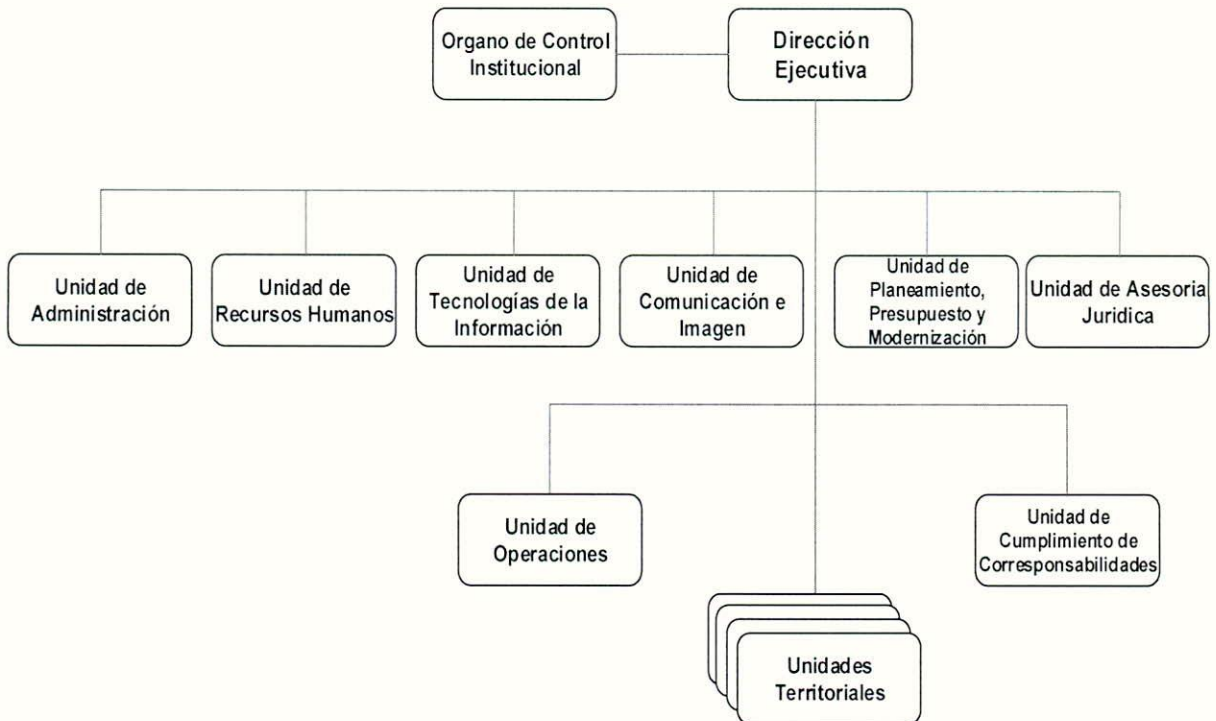 Organo de Control
Institucional
Dirección
Ejecutiva
Unidad de
Administración
Unidad de
Recursos Humanos
Unidad de
Tecnologías de la
Información
Unidad de
Comunicación e
Imagen
Unidad de
Planeamiento,
Presupuesto y
Modernización
Unidad de Asesoria
Juridica
Unidad de
Operaciones
Unidad de
Cumplimiento de
Corresponsabilidades
Unidades
Territoriales